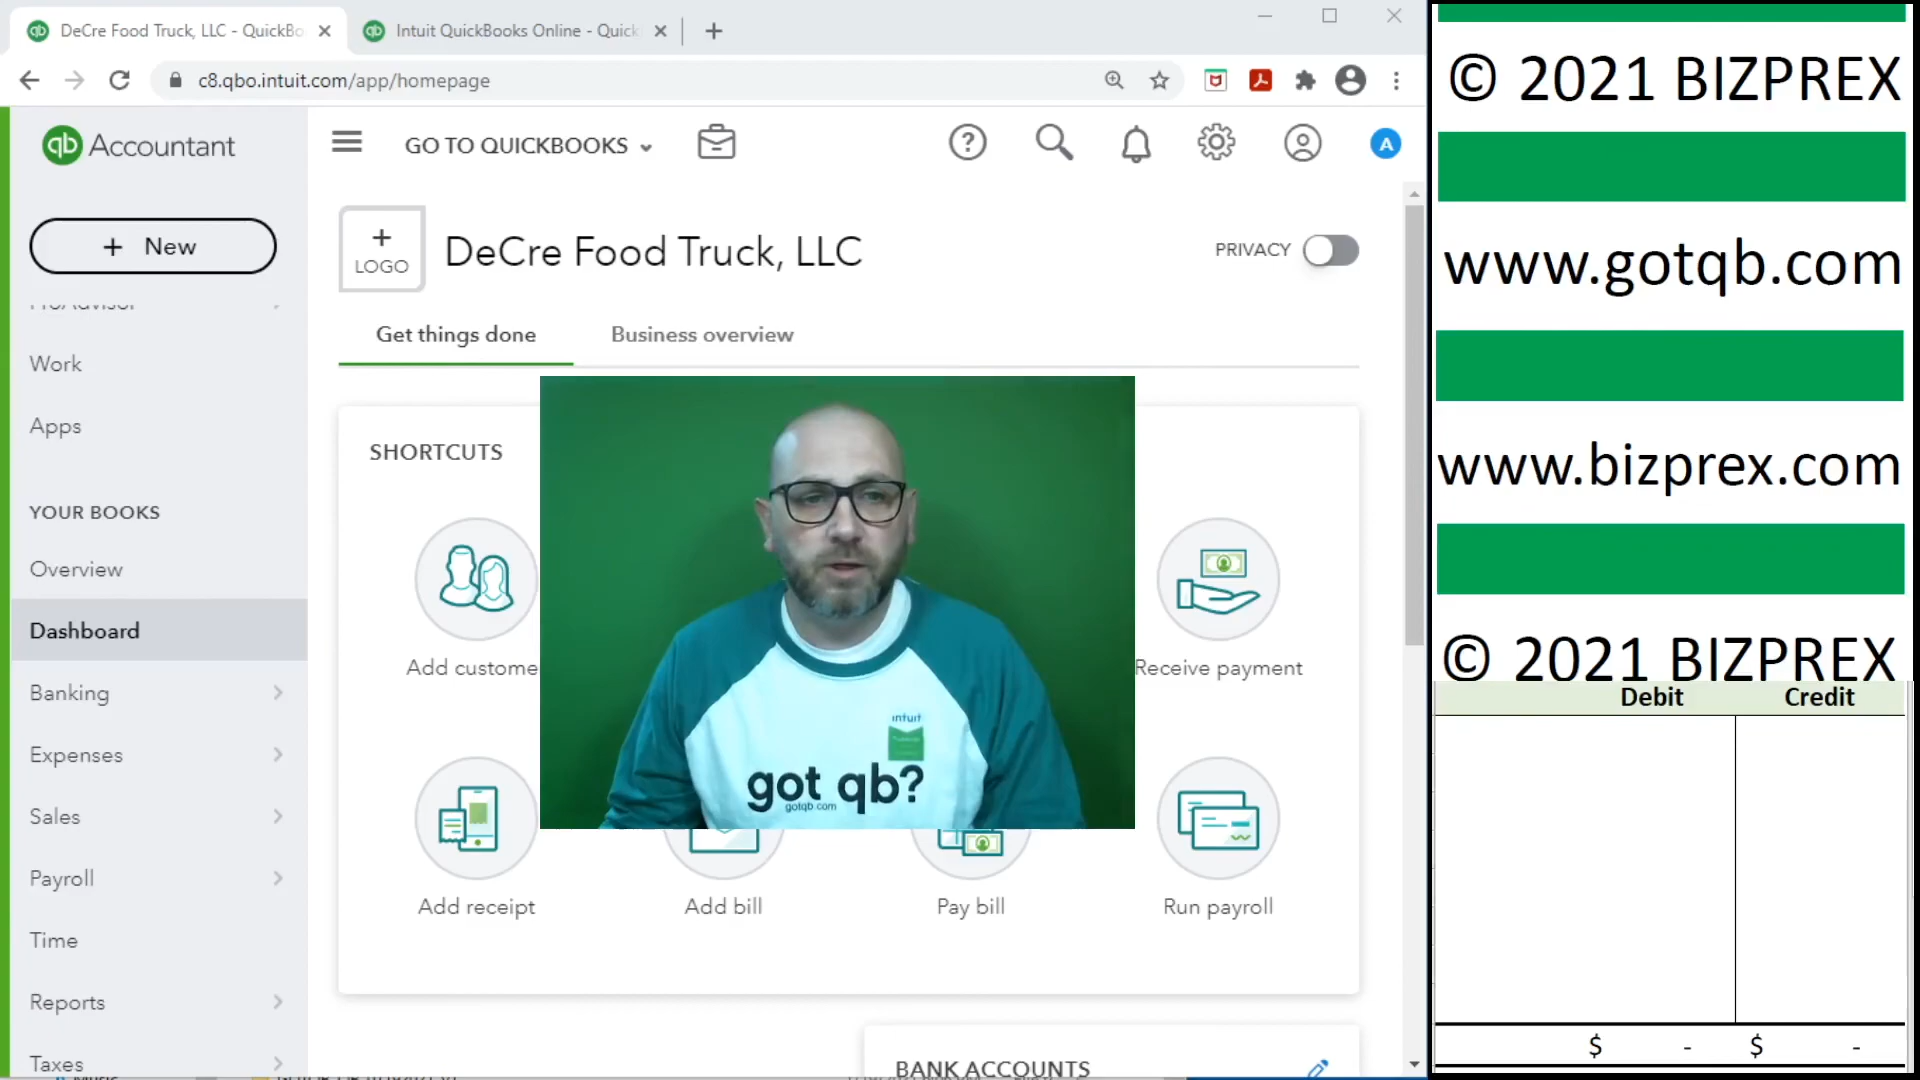 DeCre Food Truck, LLC - QuickBo
Intuit QuickBooks Online - Quick
c8.qbo.intuit.com/app/homepage
qb Accountant
GO TO QUICKBOOKS
A
+ New
+
LOGO
DeCre Food Truck, LLC
PRIVACY
Get things done
Business overview
ProAdvisor
Work
Apps
YOUR BOOKS
Overview
Dashboard
Banking
Expenses
Sales
Payroll
Time
Reports
Taxes
SHORTCUTS
Add custome
Receive payment
Add receipt
Add bill
Pay bill
Run payroll
BANK ACCOUNTS
intuit
got qb?
gotqb.com
© 2021 BIZPREX
www.gotqb.com
www.bizprex.com
© 2021 BIZPREX
Debit Credit
$ - $ -